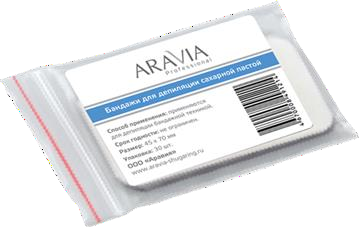 ARAVIA
Professional
Бандажи для депиляции сахарной пастой
Способ применения: применяются
для депиляции бандажной техникой.
Срок годности: не ограничен.
Размер: 45 х 70 мм
Упаковка: 30 шт.
ООО «Аравия»
www.aravia-shugaring.ru